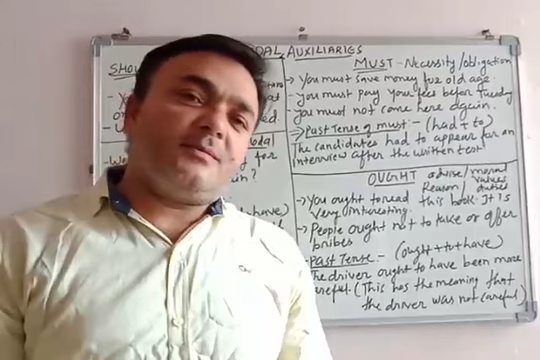 DAL AUXILIARIES
SHOU
MUST - Necessity/obligation
→ You must save money for old age.
→ You must pay your fees before Tuesday
You must not come here again.
→ Past Tense of must:- (had + to)
The candidates had to appear for an
interview after the written test
for
n?
have)
OUGHT advise/moral values
Reason/duties
→ You ought to read this book. It is
very interesting.
→ People ought not to take or offer
bribes
Past Tense:- (ought + to + have)
The driver ought to have been more
careful. (This has the meaning that
the driver was not careful)